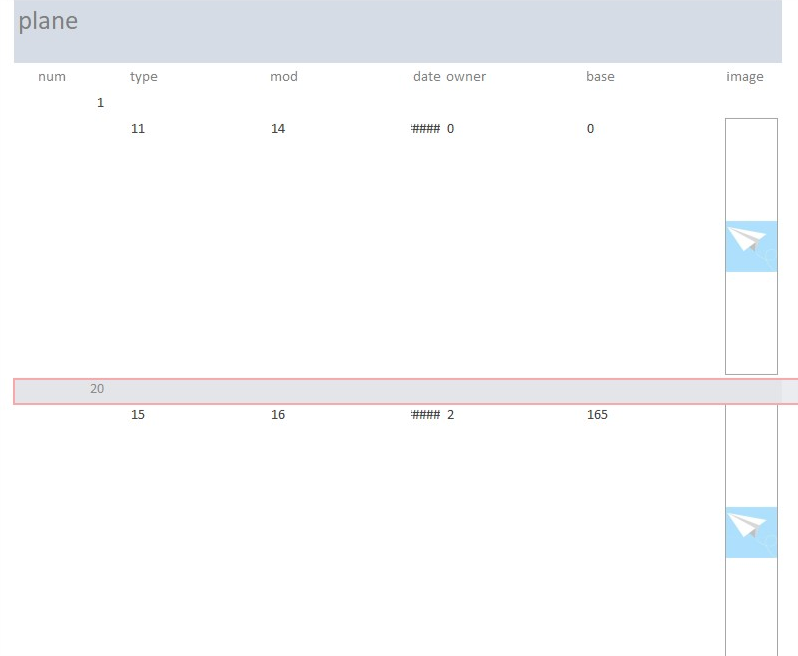 plane
num type mod date owner base image
1
11 14 #### 0 0
20
15 16 #### 2 165